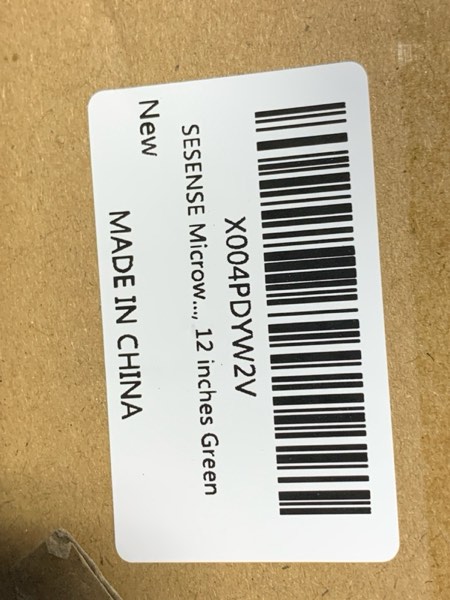 X004PDYW2V
SESENSE Microw..., 12 inches Green
New
MADE IN CHINA